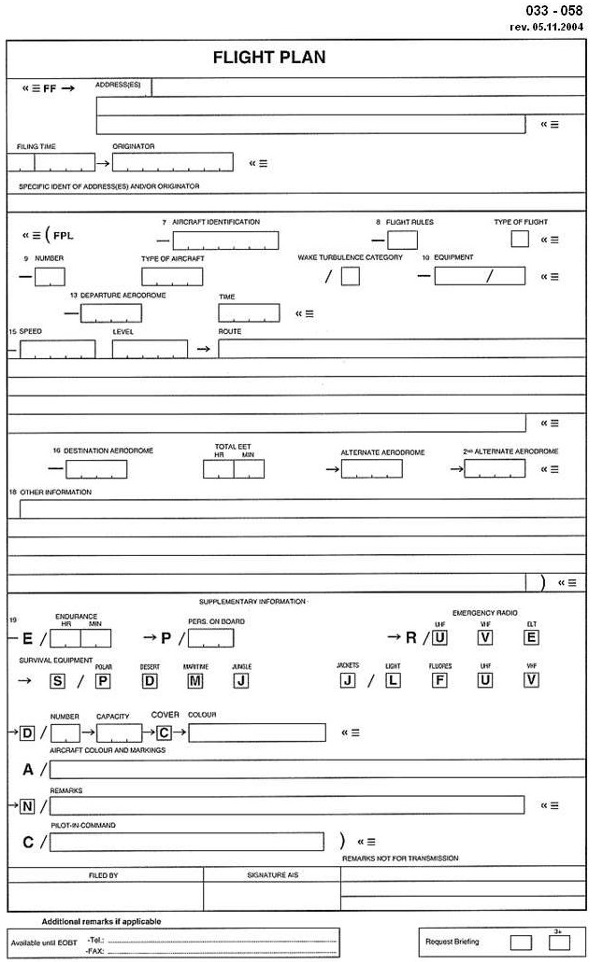 033 - 058
rev. 05.11.2004
FLIGHT PLAN
«≡ FF → ADDRESS(ES)
«≡
FILING TIME ORIGINATOR
→ «≡
SPECIFIC IDENT OF ADDRESS(ES) AND/OR ORIGINATOR
7 AIRCRAFT IDENTIFICATION 8 FLIGHT RULES TYPE OF FLIGHT
«≡ (FPL — — «≡
9 NUMBER TYPE OF AIRCRAFT WAKE TURBULENCE CATEGORY 10 EQUIPMENT
— / — / «≡
13 DEPARTURE AERODROME TIME
— «≡
15 SPEED LEVEL ROUTE
— →
«≡
16 DESTINATION AERODROME TOTAL EET HR MIN ALTERNATE AERODROME 2ND ALTERNATE AERODROME
— → → «≡
18 OTHER INFORMATION
) «≡
SUPPLEMENTARY INFORMATION
19 ENDURANCE HR MIN PERS. ON BOARD EMERGENCY RADIO UHF VHF ELT
— E / → P / → R / U V E
SURVIVAL EQUIPMENT POLAR DESERT MARITIME JUNGLE JACKETS LIGHT FLUORES UHF VHF
→ S / P D M J J / L F U V
NUMBER CAPACITY COVER COLOUR
→ D / → → C → «≡
AIRCRAFT COLOUR AND MARKINGS
A /
REMARKS
→ N / «≡
PILOT-IN-COMMAND
C / ) «≡
REMARKS NOT FOR TRANSMISSION
FILED BY SIGNATURE AIS
Additional remarks if applicable
Available until EOBT -Tel.:
-FAX:
Request Briefing 3+